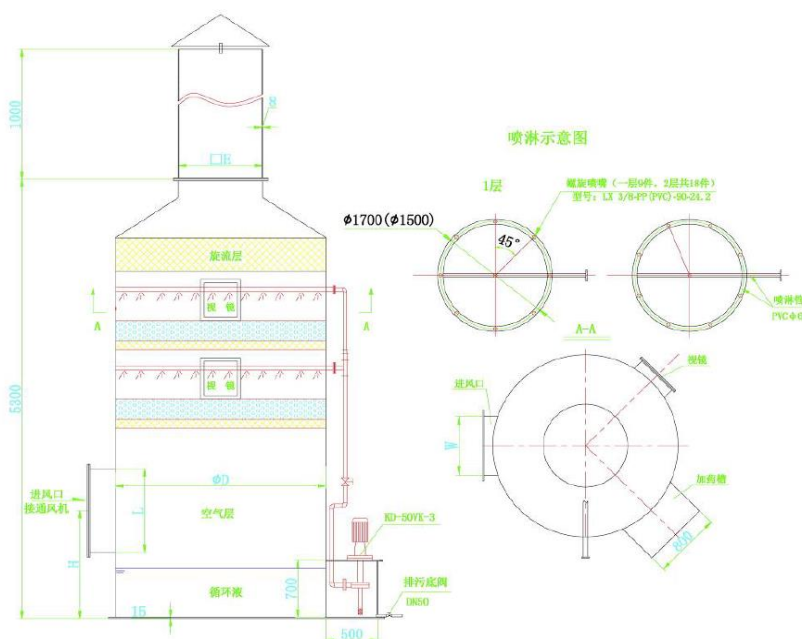 1000
8
□E
喷淋示意图
1层
螺旋喷嘴（一层9件, 2层共18件）
型号: LX 3/8-PP(PVC)-90-24.2
Φ1700(Φ1500)
45°
旋流层
视 镜
A
A
喷淋
PVCΦ6
A-A
视镜
5300
视 镜
进风口
W
ΦD
进风口
接通风机
L
空气层
KD-50VK-3
加药槽
800
H
循环液
700
排污底阀
DN50
15
500